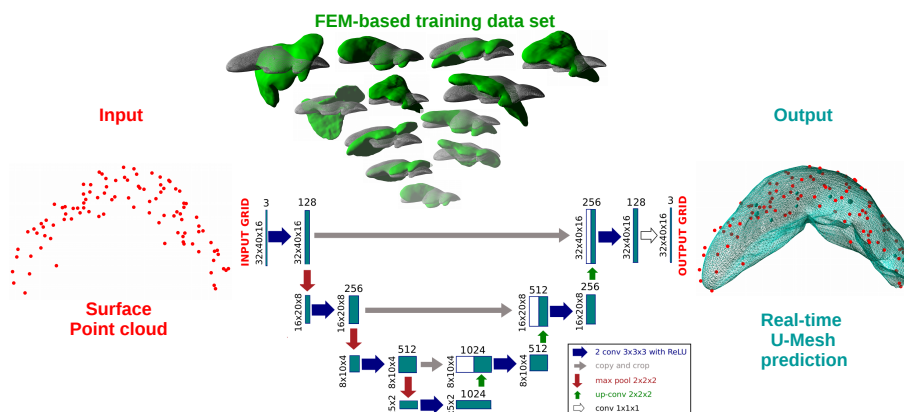 FEM-based training data set
Input
Output
Surface
Point cloud
INPUT GRID
32x40x16
3
32x40x16
128
16x20x8
16x20x8
256
8x10x4
8x10x4
512
5x2
1024
8x10x4
1024
8x10x4
512
16x20x8
512
16x20x8
256
32x40x16
256
32x40x16
128
32x40x16
3
OUTPUT GRID
Real-time
U-Mesh
prediction
2 conv 3x3x3 with ReLU
copy and crop
max pool 2x2x2
up-conv 2x2x2
conv 1x1x1